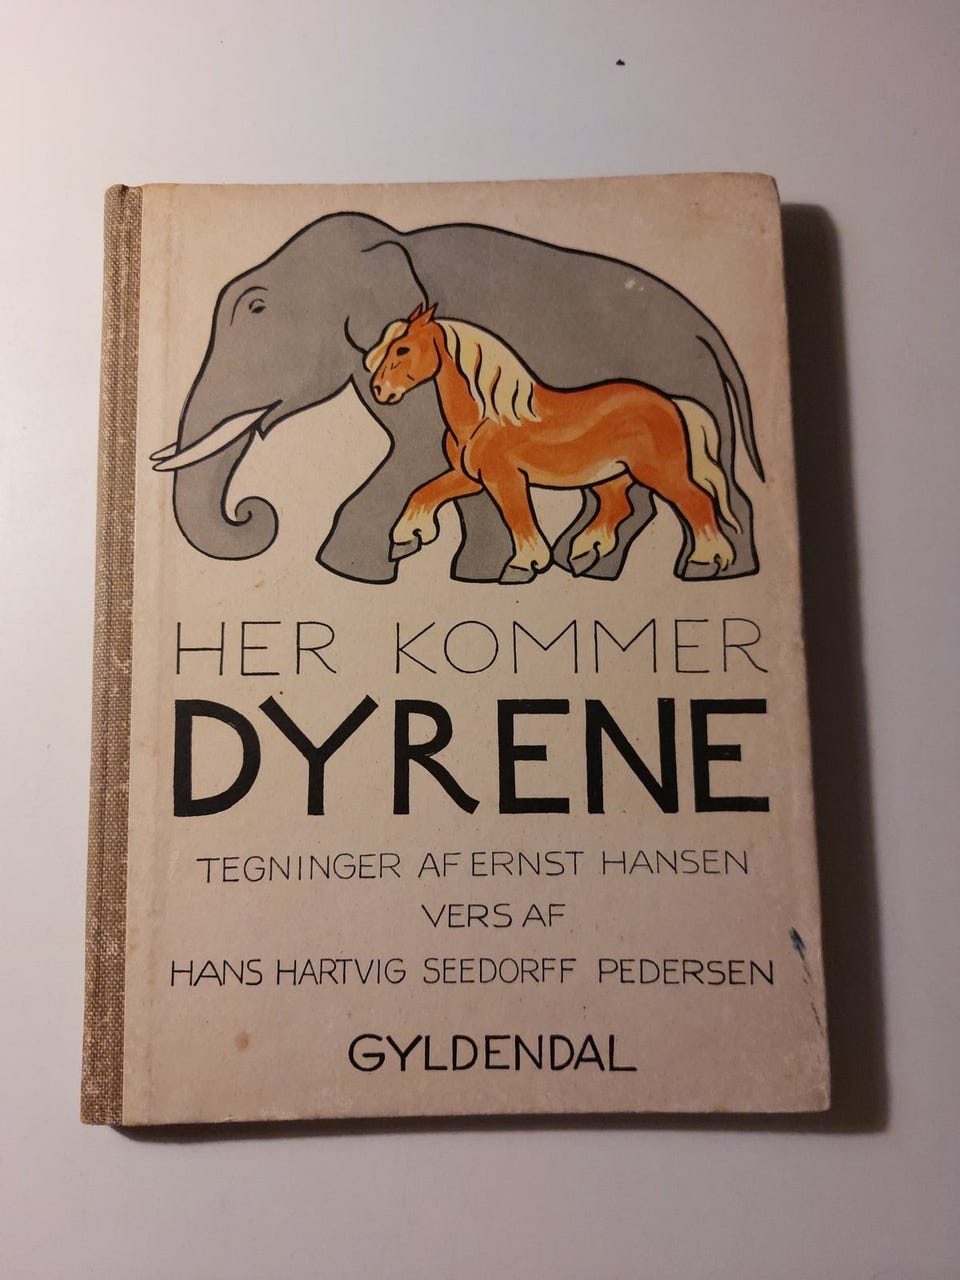 HER KOMMER
DYRENE
TEGNINGER AF ERNST HANSEN
VERS AF
HANS HARTVIG SEEDORFF PEDERSEN
GYLDENDAL